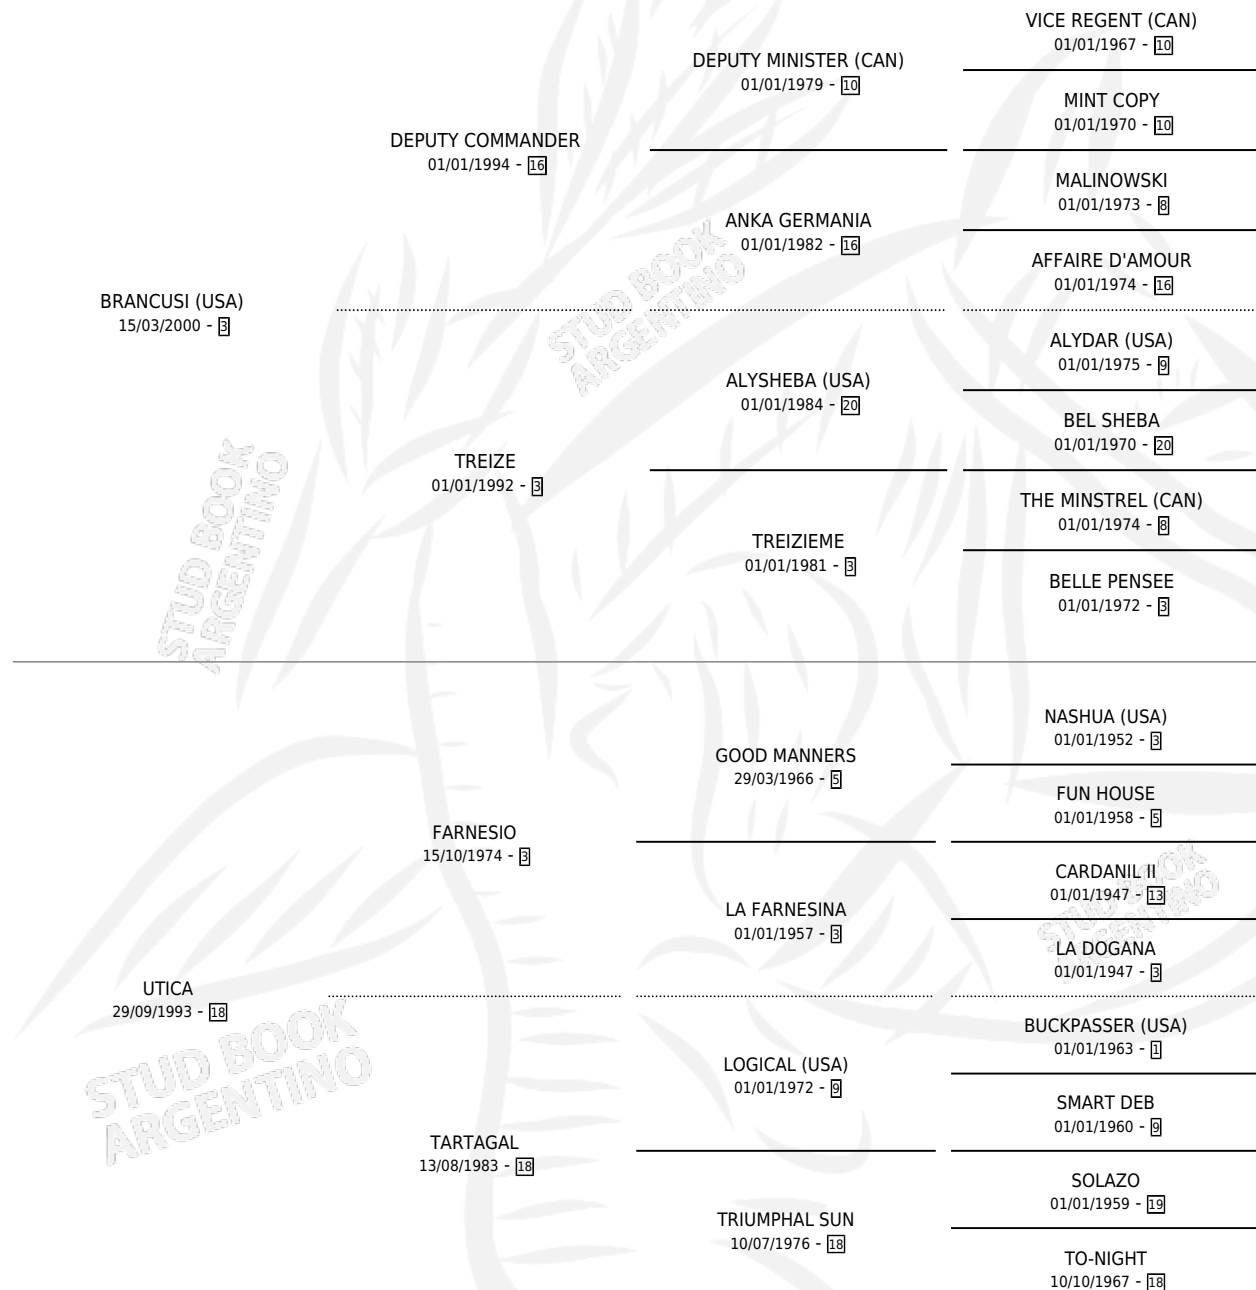 VICE REGENT (CAN)
01/01/1967 - 10
DEPUTY MINISTER (CAN)
01/01/1979 - 10
MINT COPY
01/01/1970 - 10
DEPUTY COMMANDER
01/01/1994 - 16
MALINOWSKI
01/01/1973 - 8
ANKA GERMANIA
01/01/1982 - 16
AFFAIRE D'AMOUR
01/01/1974 - 16
BRANCUSI (USA)
15/03/2000 - 3
ALYDAR (USA)
01/01/1975 - 9
ALYSHEBA (USA)
01/01/1984 - 20
BEL SHEBA
01/01/1970 - 20
TREIZE
01/01/1992 - 3
THE MINSTREL (CAN)
01/01/1974 - 8
TREIZIEME
01/01/1981 - 3
BELLE PENSEE
01/01/1972 - 3
NASHUA (USA)
01/01/1952 - 3
GOOD MANNERS
29/03/1966 - 5
FUN HOUSE
01/01/1958 - 5
FARNESIO
15/10/1974 - 3
CARDANIL II
01/01/1947 - 13
LA FARNESINA
01/01/1957 - 3
LA DOGANA
01/01/1947 - 3
UTICA
29/09/1993 - 18
BUCKPASSER (USA)
01/01/1963 - 1
LOGICAL (USA)
01/01/1972 - 9
SMART DEB
01/01/1960 - 9
TARTAGAL
13/08/1983 - 18
SOLAZO
01/01/1959 - 19
TRIUMPHAL SUN
10/07/1976 - 18
TO-NIGHT
10/10/1967 - 18
STUD BOOK
ARGENTINO
STUD BOOK
ARGENTINO
STUD BOOK
ARGENTINO
STUD BOOK
ARGENTINO